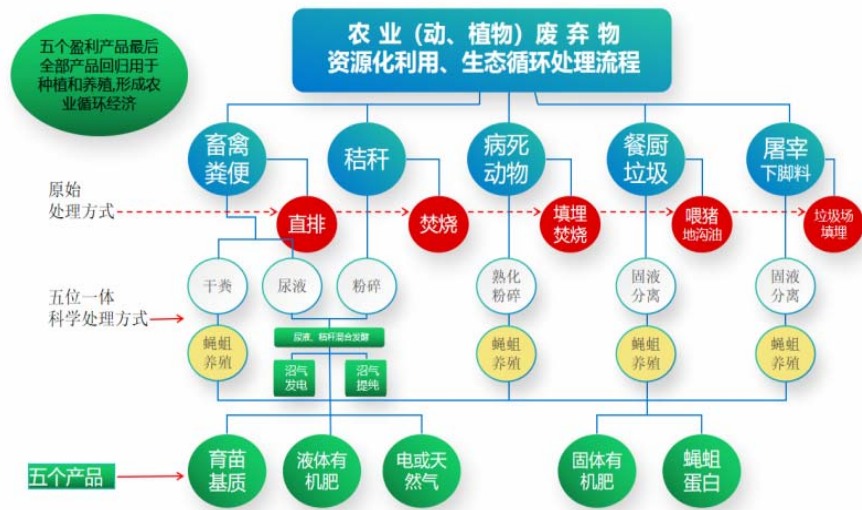 农 业（动、植物）废 弃 物
资源化利用、生态循环处理流程
五个盈利产品最后
全部产品回归用于
种植和养殖,形成农
业循环经济
畜禽
粪便
秸秆
病死
动物
餐厨
垃圾
屠宰
下脚料
原始
处理方式
直排
焚烧
填埋
焚烧
喂猪
地沟油
垃圾场
填埋
五位一体
科学处理方式
干粪
尿液
粉碎
熟化
粉碎
固液
分离
固液
分离
蝇蛆
养殖
尿液、秸秆混合发酵
沼气
发电
沼气
提纯
蝇蛆
养殖
蝇蛆
养殖
蝇蛆
养殖
五个产品
育苗
基质
液体有
机肥
电或天
然气
固体有
机肥
蝇蛆
蛋白